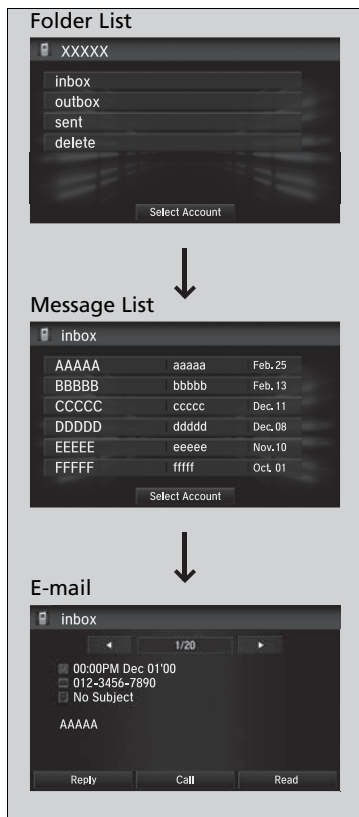 Folder List
XXXXX
inbox
outbox
sent
delete
Select Account
Message List
inbox
AAAAA aaaaa Feb. 25
BBBBB bbbbb Feb. 13
CCCCC ccccc Dec. 11
DDDDD ddddd Dec. 08
EEEEE eeeee Nov. 10
FFFFF fffff Oct. 01
Select Account
E-mail
inbox
1/20
00:00PM Dec 01'00
012-3456-7890
No Subject
AAAAA
Reply Call Read